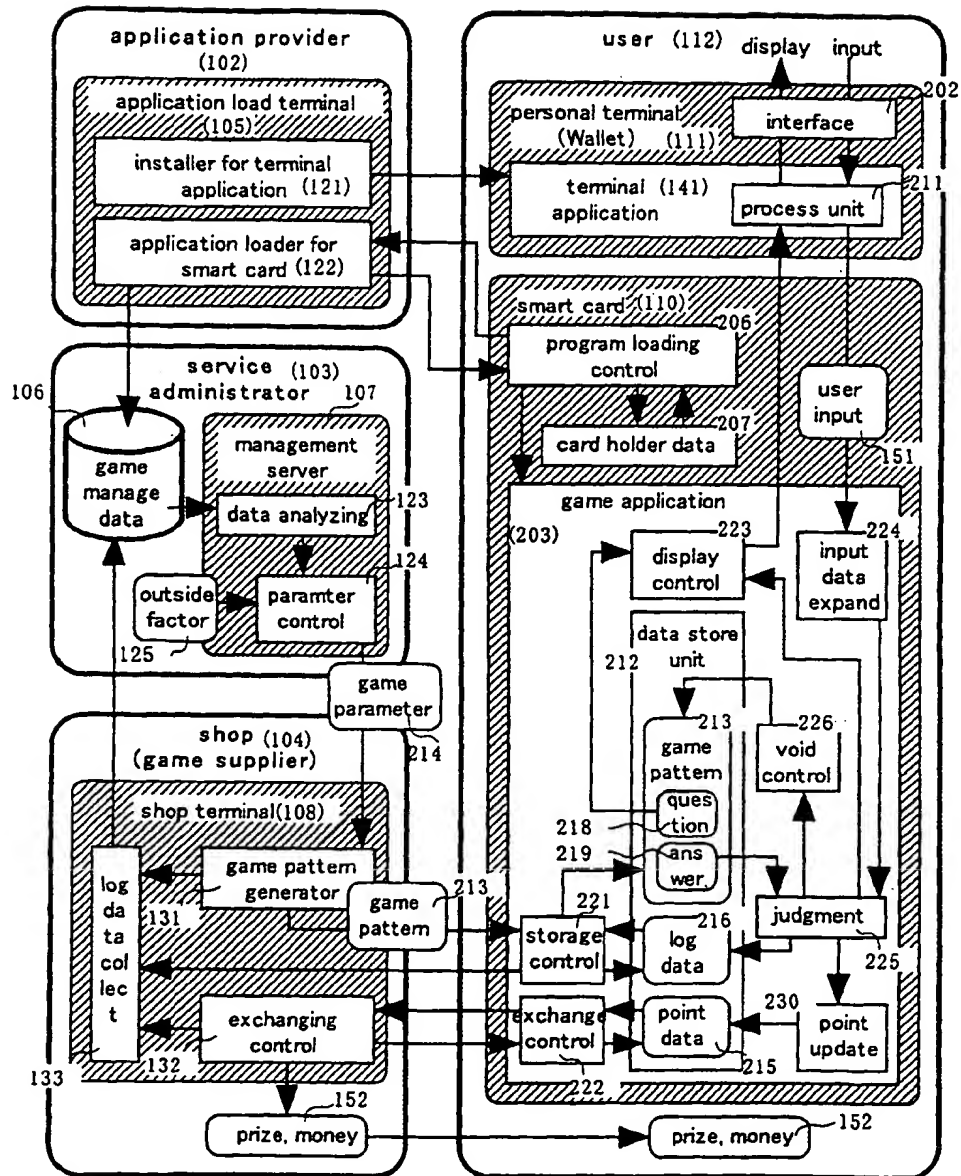 application provider
(102)
application load terminal
(105)
installer for terminal
application (121)
application loader for
smart card (122)
service (103)
administrator
106
107
game
manage
data
management
server
data analyzing
123
124
outside
factor
paramter
control
125
game
parameter
214
shop (104)
(game supplier)
shop terminal(108)
log
da
ta
col
lec
t
game pattern
generator
131
213
game
pattern
exchanging
control
132
133
152
prize, money
user (112)
display
input
202
personal terminal
(Wallet) (111)
interface
211
terminal (141)
application
process unit
smart card (110)
206
program loading
control
207
card holder data
user
input
151
game application
(203)
223
display
control
224
input
data
expand
data store
unit
212
213
game
pattern
226
void
control
ques
tion
218
219
ans
wer.
221
storage
control
216
log
data
judgment
225
230
exchange
control
point
data
point
update
222
215
prize, money
152